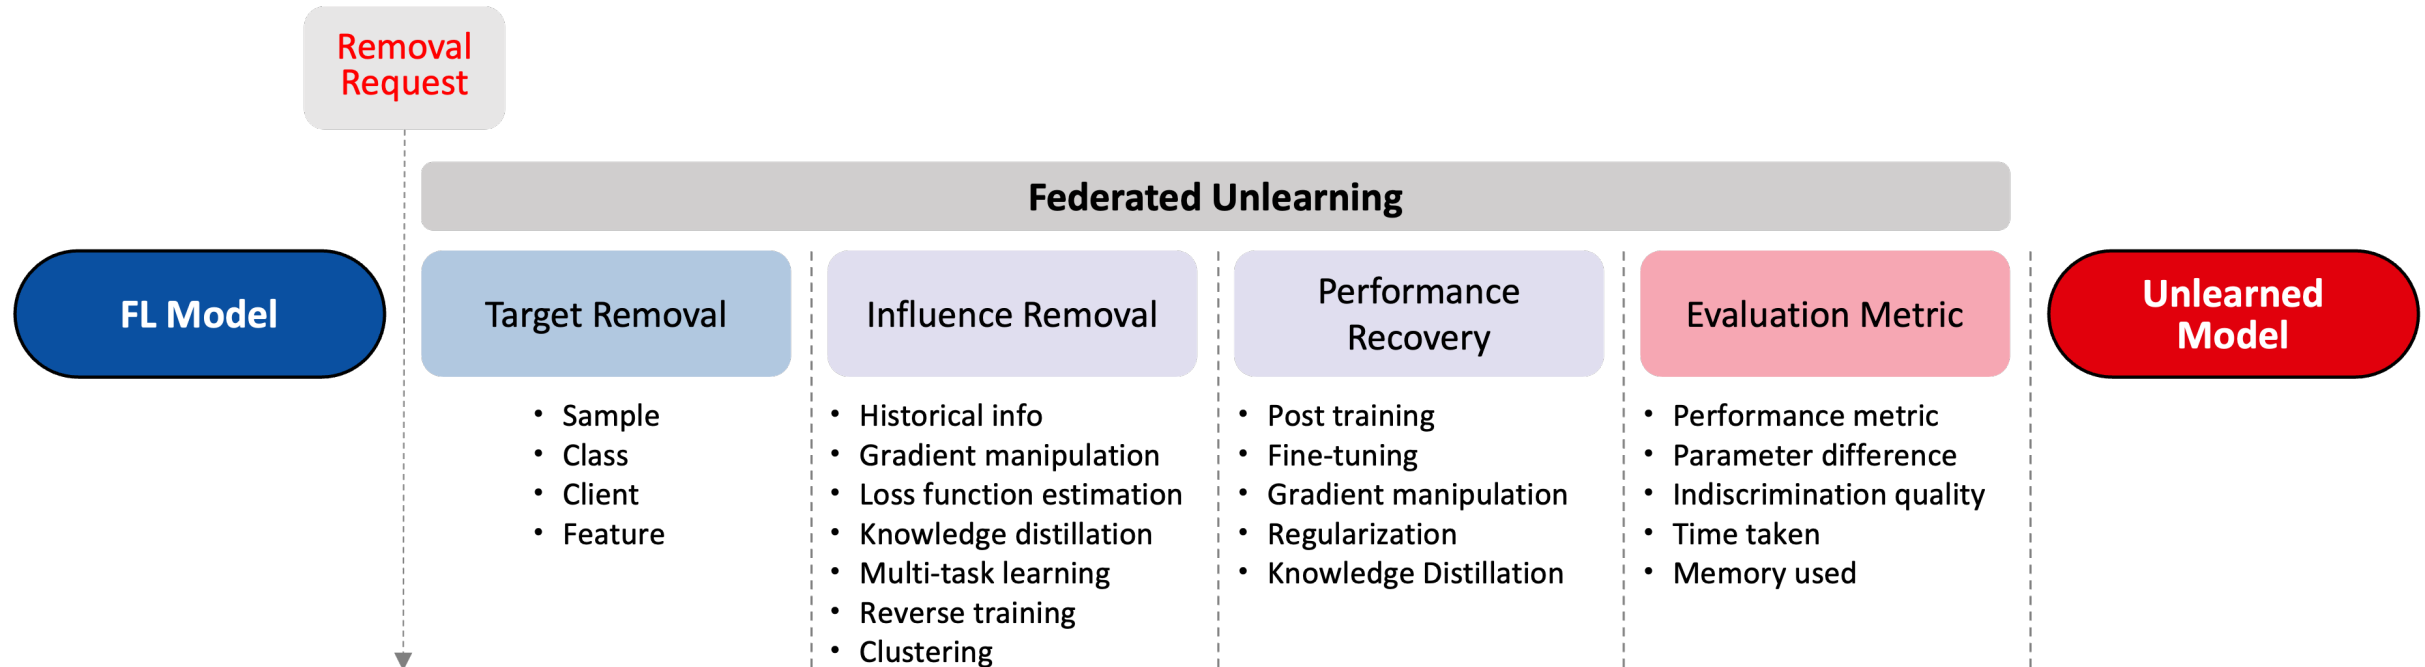 Removal
Request
Federated Unlearning
FL Model
Target Removal
Influence Removal
Performance
Recovery
Evaluation Metric
Unlearned
Model
• Sample
• Class
• Client
• Feature
• Historical info
• Gradient manipulation
• Loss function estimation
• Knowledge distillation
• Multi-task learning
• Reverse training
• Clustering
• Post training
• Fine-tuning
• Gradient manipulation
• Regularization
• Knowledge Distillation
• Performance metric
• Parameter difference
• Indiscrimination quality
• Time taken
• Memory used